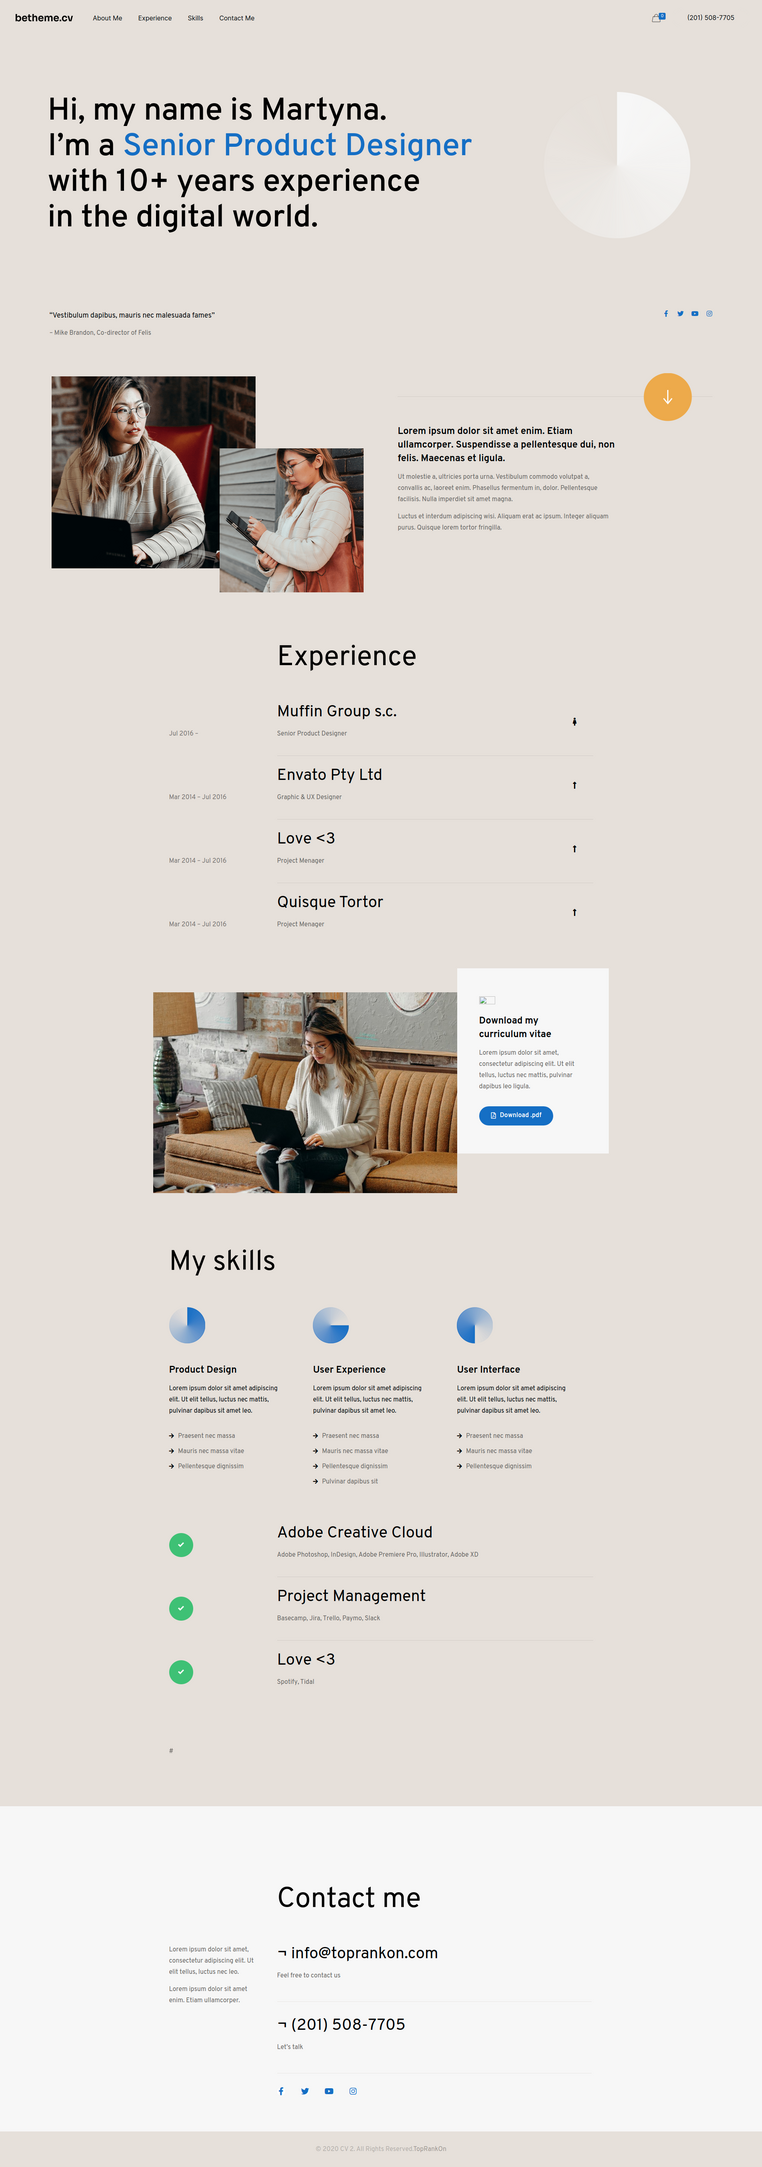 betheme.cv
About Me
Experience
Skills
Contact Me
0
(201) 508-7705
Hi, my name is Martyna.
I'm a Senior Product Designer
with 10+ years experience
in the digital world.
"Vestibulum dapibus, mauris nec malesuada fames"
– Mike Brandon, Co-director of Felis
Lorem ipsum dolor sit amet enim. Etiam
ullamcorper. Suspendisse a pellentesque dui, non
felis. Maecenas et ligula.
Ut molestie a, ultricies porta urna. Vestibulum commodo volutpat a,
convallis ac, laoreet enim. Phasellus fermentum in, dolor. Pellentesque
facilisis. Nulla imperdiet sit amet magna.
Luctus et interdum adipiscing wisi. Aliquam erat ac ipsum. Integer aliquam
purus. Quisque lorem tortor fringilla.
Experience
Muffin Group s.c.
Jul 2016 –
Senior Product Designer
Envato Pty Ltd
Mar 2014 – Jul 2016
Graphic & UX Designer
Love <3
Mar 2014 – Jul 2016
Project Menager
Quisque Tortor
Mar 2014 – Jul 2016
Project Menager
Download my
curriculum vitae
Lorem ipsum dolor sit amet,
consectetur adipiscing elit. Ut elit
tellus, luctus nec mattis, pulvinar
dapibus leo ligula.
Download .pdf
My skills
Product Design
Lorem ipsum dolor sit amet adipiscing
elit. Ut elit tellus, luctus nec mattis,
pulvinar dapibus sit amet leo.
Praesent nec massa
Mauris nec massa vitae
Pellentesque dignissim
User Experience
Lorem ipsum dolor sit amet adipiscing
elit. Ut elit tellus, luctus nec mattis,
pulvinar dapibus sit amet leo.
Praesent nec massa
Mauris nec massa vitae
Pellentesque dignissim
Pulvinar dapibus sit
User Interface
Lorem ipsum dolor sit amet adipiscing
elit. Ut elit tellus, luctus nec mattis,
pulvinar dapibus sit amet leo.
Praesent nec massa
Mauris nec massa vitae
Pellentesque dignissim
Adobe Creative Cloud
Adobe Photoshop, InDesign, Adobe Premiere Pro, Illustrator, Adobe XD
Project Management
Basecamp, Jira, Trello, Paymo, Slack
Love <3
Spotify, Tidal
#
Contact me
Lorem ipsum dolor sit amet,
consectetur adipiscing elit. Ut
elit tellus, luctus nec leo.
Lorem ipsum dolor sit amet
enim. Etiam ullamcorper.
¬ info@toprankon.com
Feel free to contact us
¬ (201) 508-7705
Let's talk
© 2020 CV 2. All Rights Reserved TopRankOn